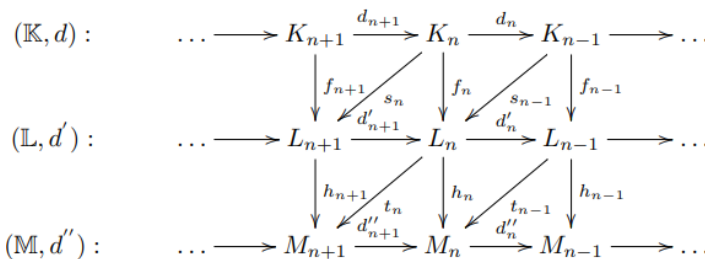 d_{n+1} d_n
(𝕂, d) : … K_{n+1} K_n K_{n−1} …
f_{n+1} s_n f_n s_{n−1} f_{n−1}
d'_{n+1} d'_n
(𝕃, d') : … L_{n+1} L_n L_{n−1} …
h_{n+1} t_n h_n t_{n−1} h_{n−1}
d''_{n+1} d''_n
(𝕄, d'') : … M_{n+1} M_n M_{n−1} …